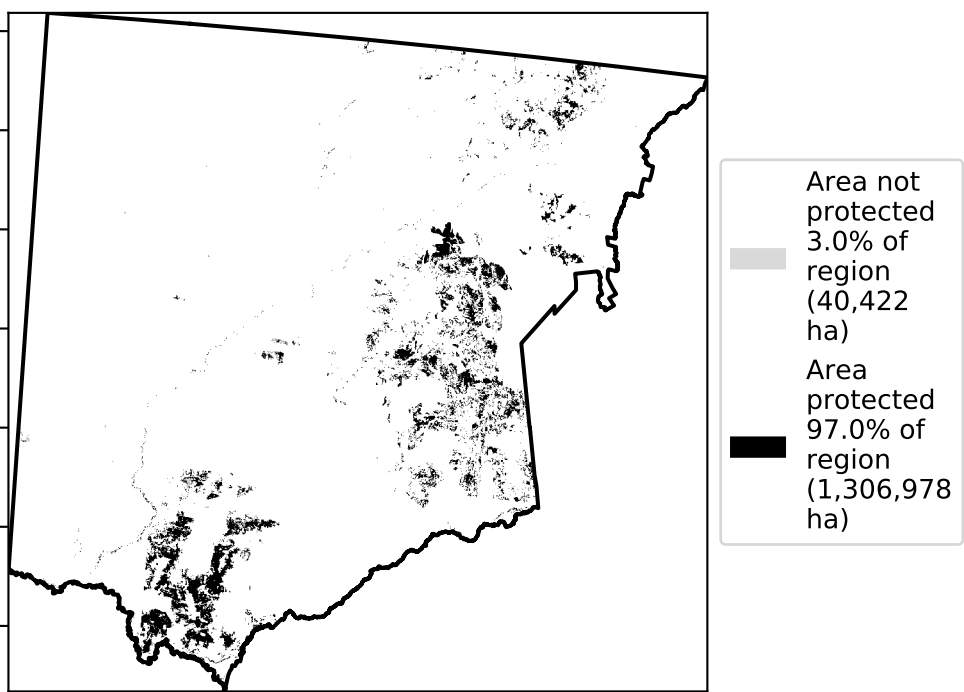 Area not
protected
3.0% of
region
(40,422
ha)
Area
protected
97.0% of
region
(1,306,978
ha)